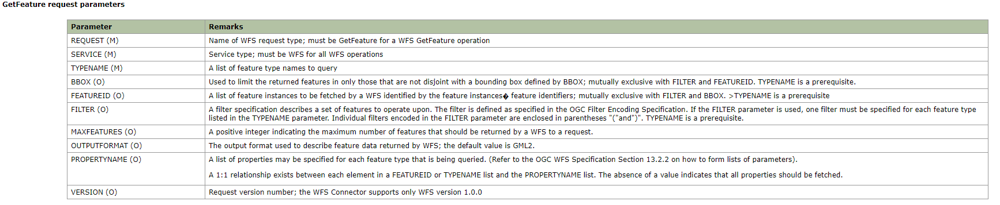 GetFeature request parameters
Parameter Remarks
REQUEST (M) Name of WFS request type; must be GetFeature for a WFS GetFeature operation
SERVICE (M) Service type; must be WFS for all WFS operations
TYPENAME (M) A list of feature type names to query
BBOX (O) Used to limit the returned features in only those that are not disjoint with a bounding box defined by BBOX; mutually exclusive with FILTER and FEATUREID. TYPENAME is a prerequisite.
FEATUREID (O) A list of feature instances to be fetched by a WFS identified by the feature instances� feature identifiers; mutually exclusive with FILTER and BBOX. >TYPENAME is a prerequisite
FILTER (O) A filter specification describes a set of features to operate upon. The filter is defined as specified in the OGC Filter Encoding Specification. If the FILTER parameter is used, one filter must be specified for each feature type
listed in the TYPENAME parameter. Individual filters encoded in the FILTER parameter are enclosed in parentheses "("and")". TYPENAME is a prerequisite.
MAXFEATURES (O) A positive integer indicating the maximum number of features that should be returned by a WFS to a request.
OUTPUTFORMAT (O) The output format used to describe feature data returned by WFS; the default value is GML2.
PROPERTYNAME (O) A list of properties may be specified for each feature type that is being queried. (Refer to the OGC WFS Specification Section 13.2.2 on how to form lists of parameters).
A 1:1 relationship exists between each element in a FEATUREID or TYPENAME list and the PROPERTYNAME list. The absence of a value indicates that all properties should be fetched.
VERSION (O) Request version number; the WFS Connector supports only WFS version 1.0.0